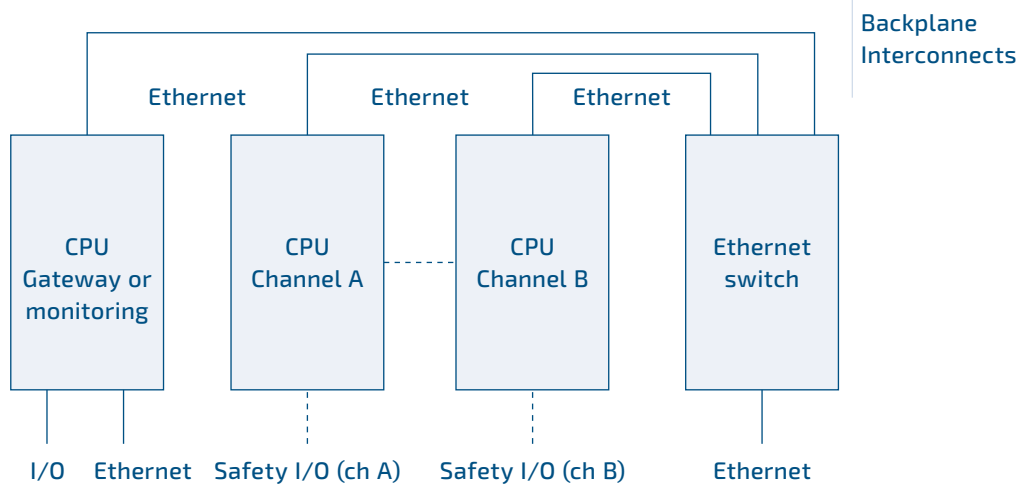 Backplane
Interconnects
Ethernet
Ethernet
Ethernet
CPU
Gateway or
monitoring
CPU
Channel A
CPU
Channel B
Ethernet
switch
I/O
Ethernet
Safety I/O (ch A)
Safety I/O (ch B)
Ethernet